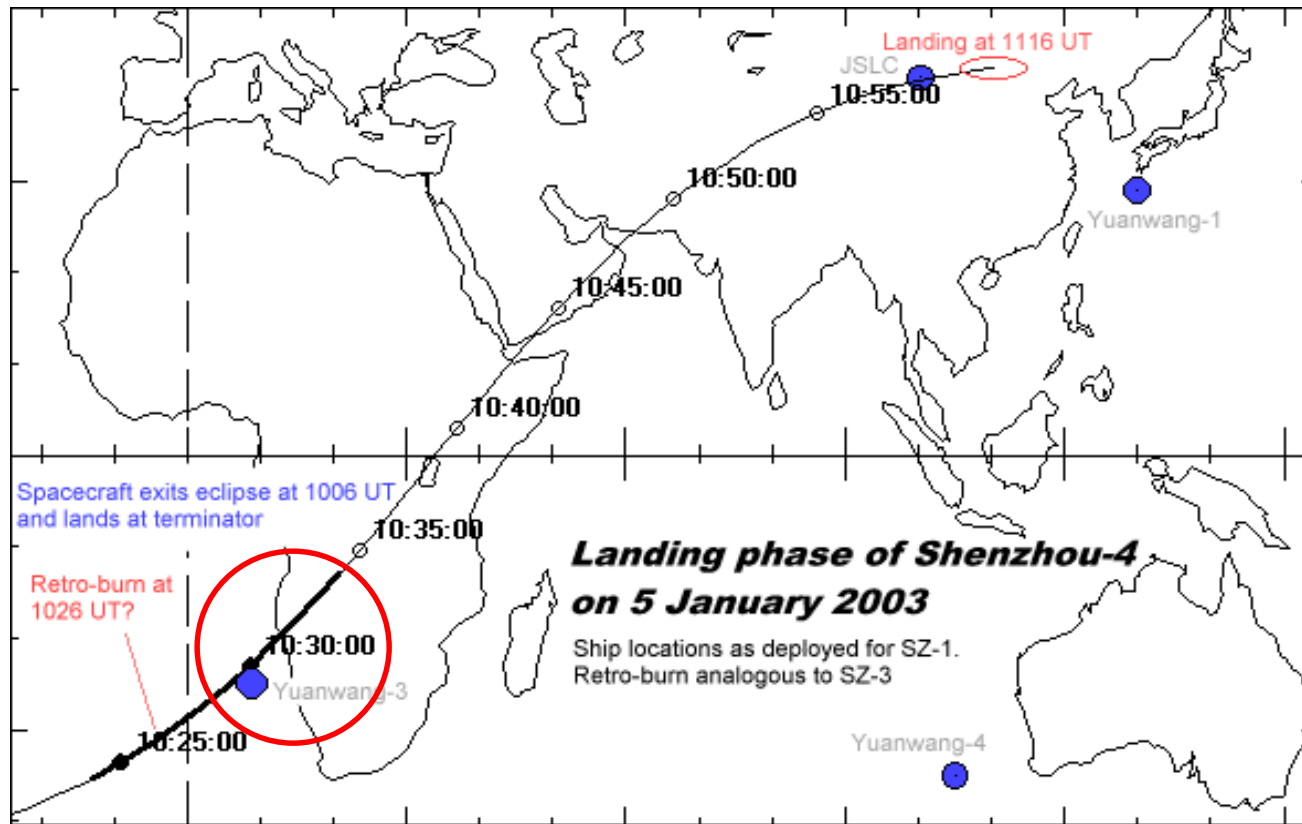 Landing at 1116 UT
JSLC
10:55:00
10:50:00
Yuanwang-1
10:45:00
10:40:00
Spacecraft exits eclipse at 1006 UT
and lands at terminator
10:35:00
Landing phase of Shenzhou-4
on 5 January 2003
Retro-burn at
1026 UT?
10:30:00
Ship locations as deployed for SZ-1.
Retro-burn analogous to SZ-3
Yuanwang-3
10:25:00
Yuanwang-4